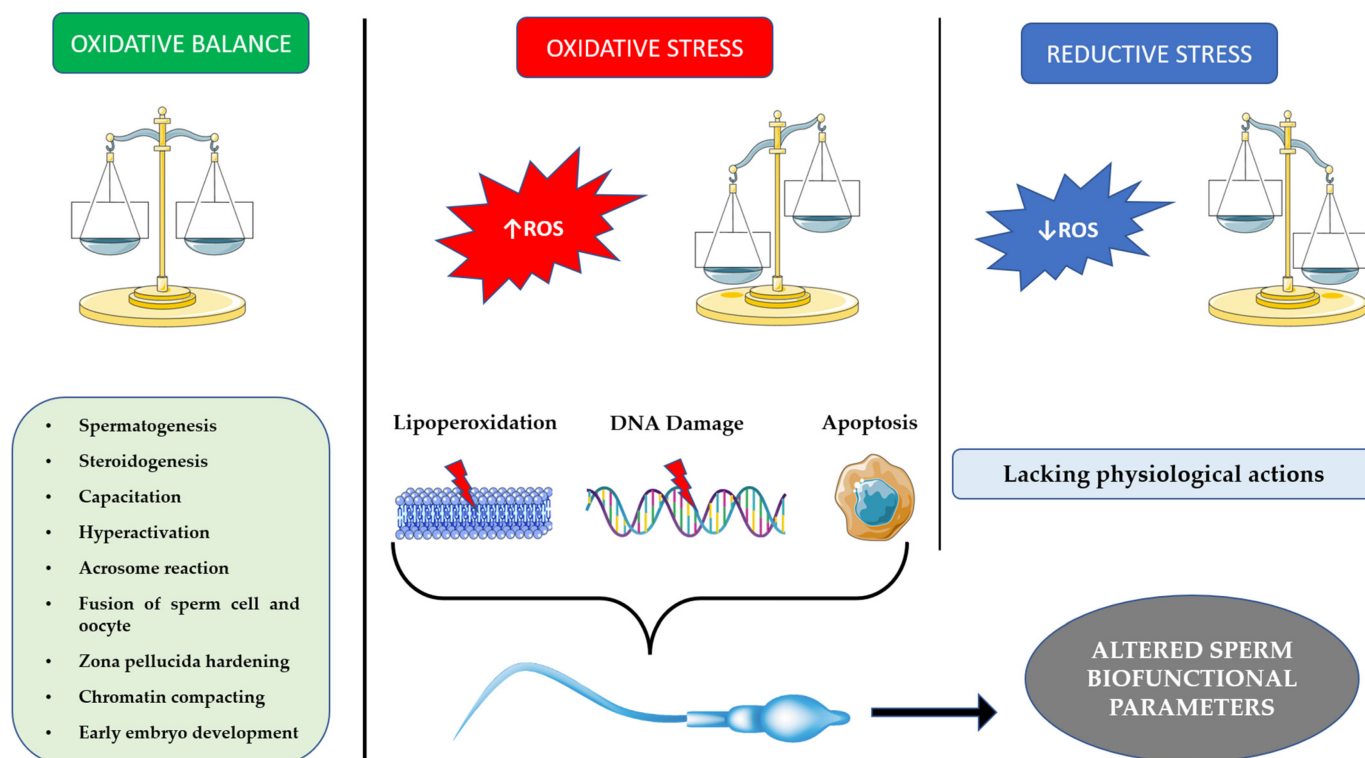 OXIDATIVE BALANCE
OXIDATIVE STRESS
REDUCTIVE STRESS
↑ROS
↓ROS
• Spermatogenesis
• Steroidogenesis
• Capacitation
• Hyperactivation
• Acrosome reaction
• Fusion of sperm cell and
oocyte
• Zona pellucida hardening
• Chromatin compacting
• Early embryo development
Lipoperoxidation
DNA Damage
Apoptosis
Lacking physiological actions
ALTERED SPERM
BIOFUNCTIONAL
PARAMETERS